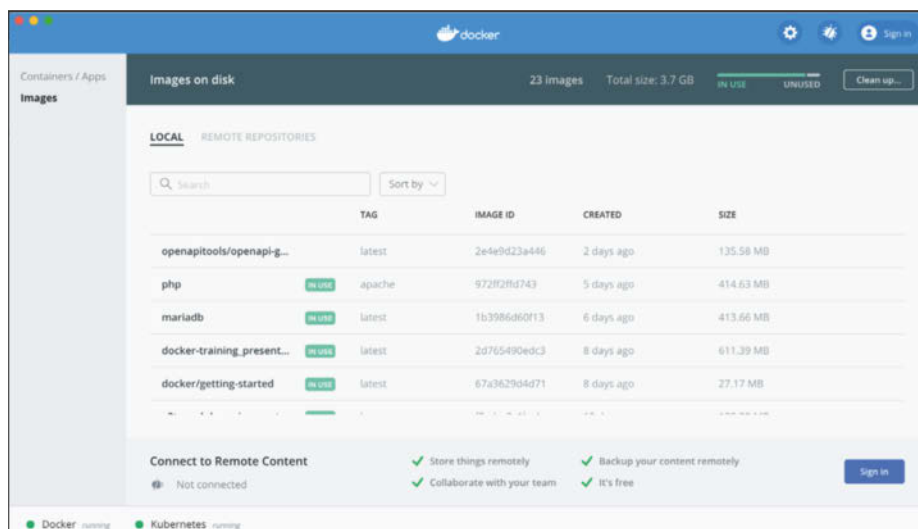 docker
Sign in
Containers / Apps
Images
Images on disk
23 images
Total size: 3.7 GB
IN USE
UNUSED
Clean up...
LOCAL
REMOTE REPOSITORIES
Search
Sort by
TAG IMAGE ID CREATED SIZE
openapitools/openapi-g... latest 2e4e9d23a446 2 days ago 135.58 MB
php IN USE apache 972ff2ffd743 5 days ago 414.63 MB
mariadb IN USE latest 1b3986d60f13 6 days ago 413.66 MB
docker-training_present... IN USE latest 2d765490edc3 8 days ago 611.39 MB
docker/getting-started IN USE latest 67a3629d4d71 8 days ago 27.17 MB
Connect to Remote Content
Not connected
Store things remotely
Backup your content remotely
Collaborate with your team
It's free
Sign in
Docker running
Kubernetes running